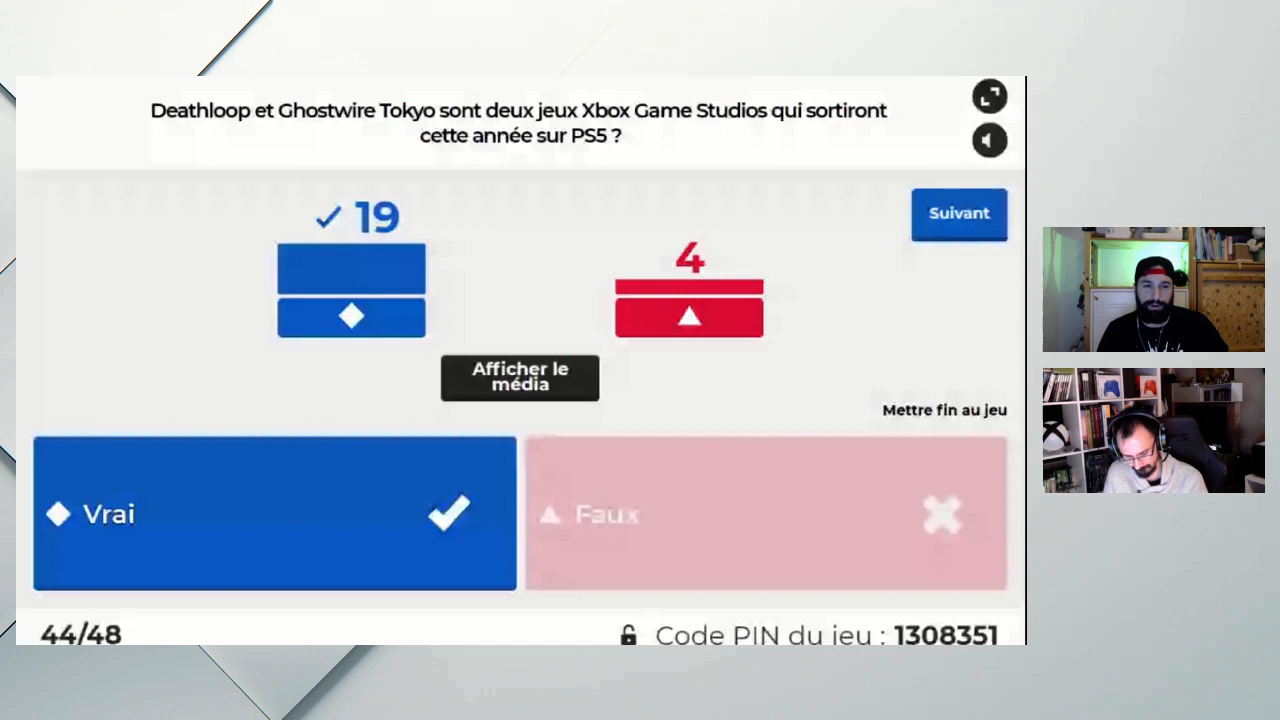 Deathloop et Ghostwire Tokyo sont deux jeux Xbox Game Studios qui sortiront
cette année sur PS5 ?
19
4
Suivant
Afficher le
média
Mettre fin au jeu
Vrai
Faux
44/48
Code PIN du jeu : 1308351